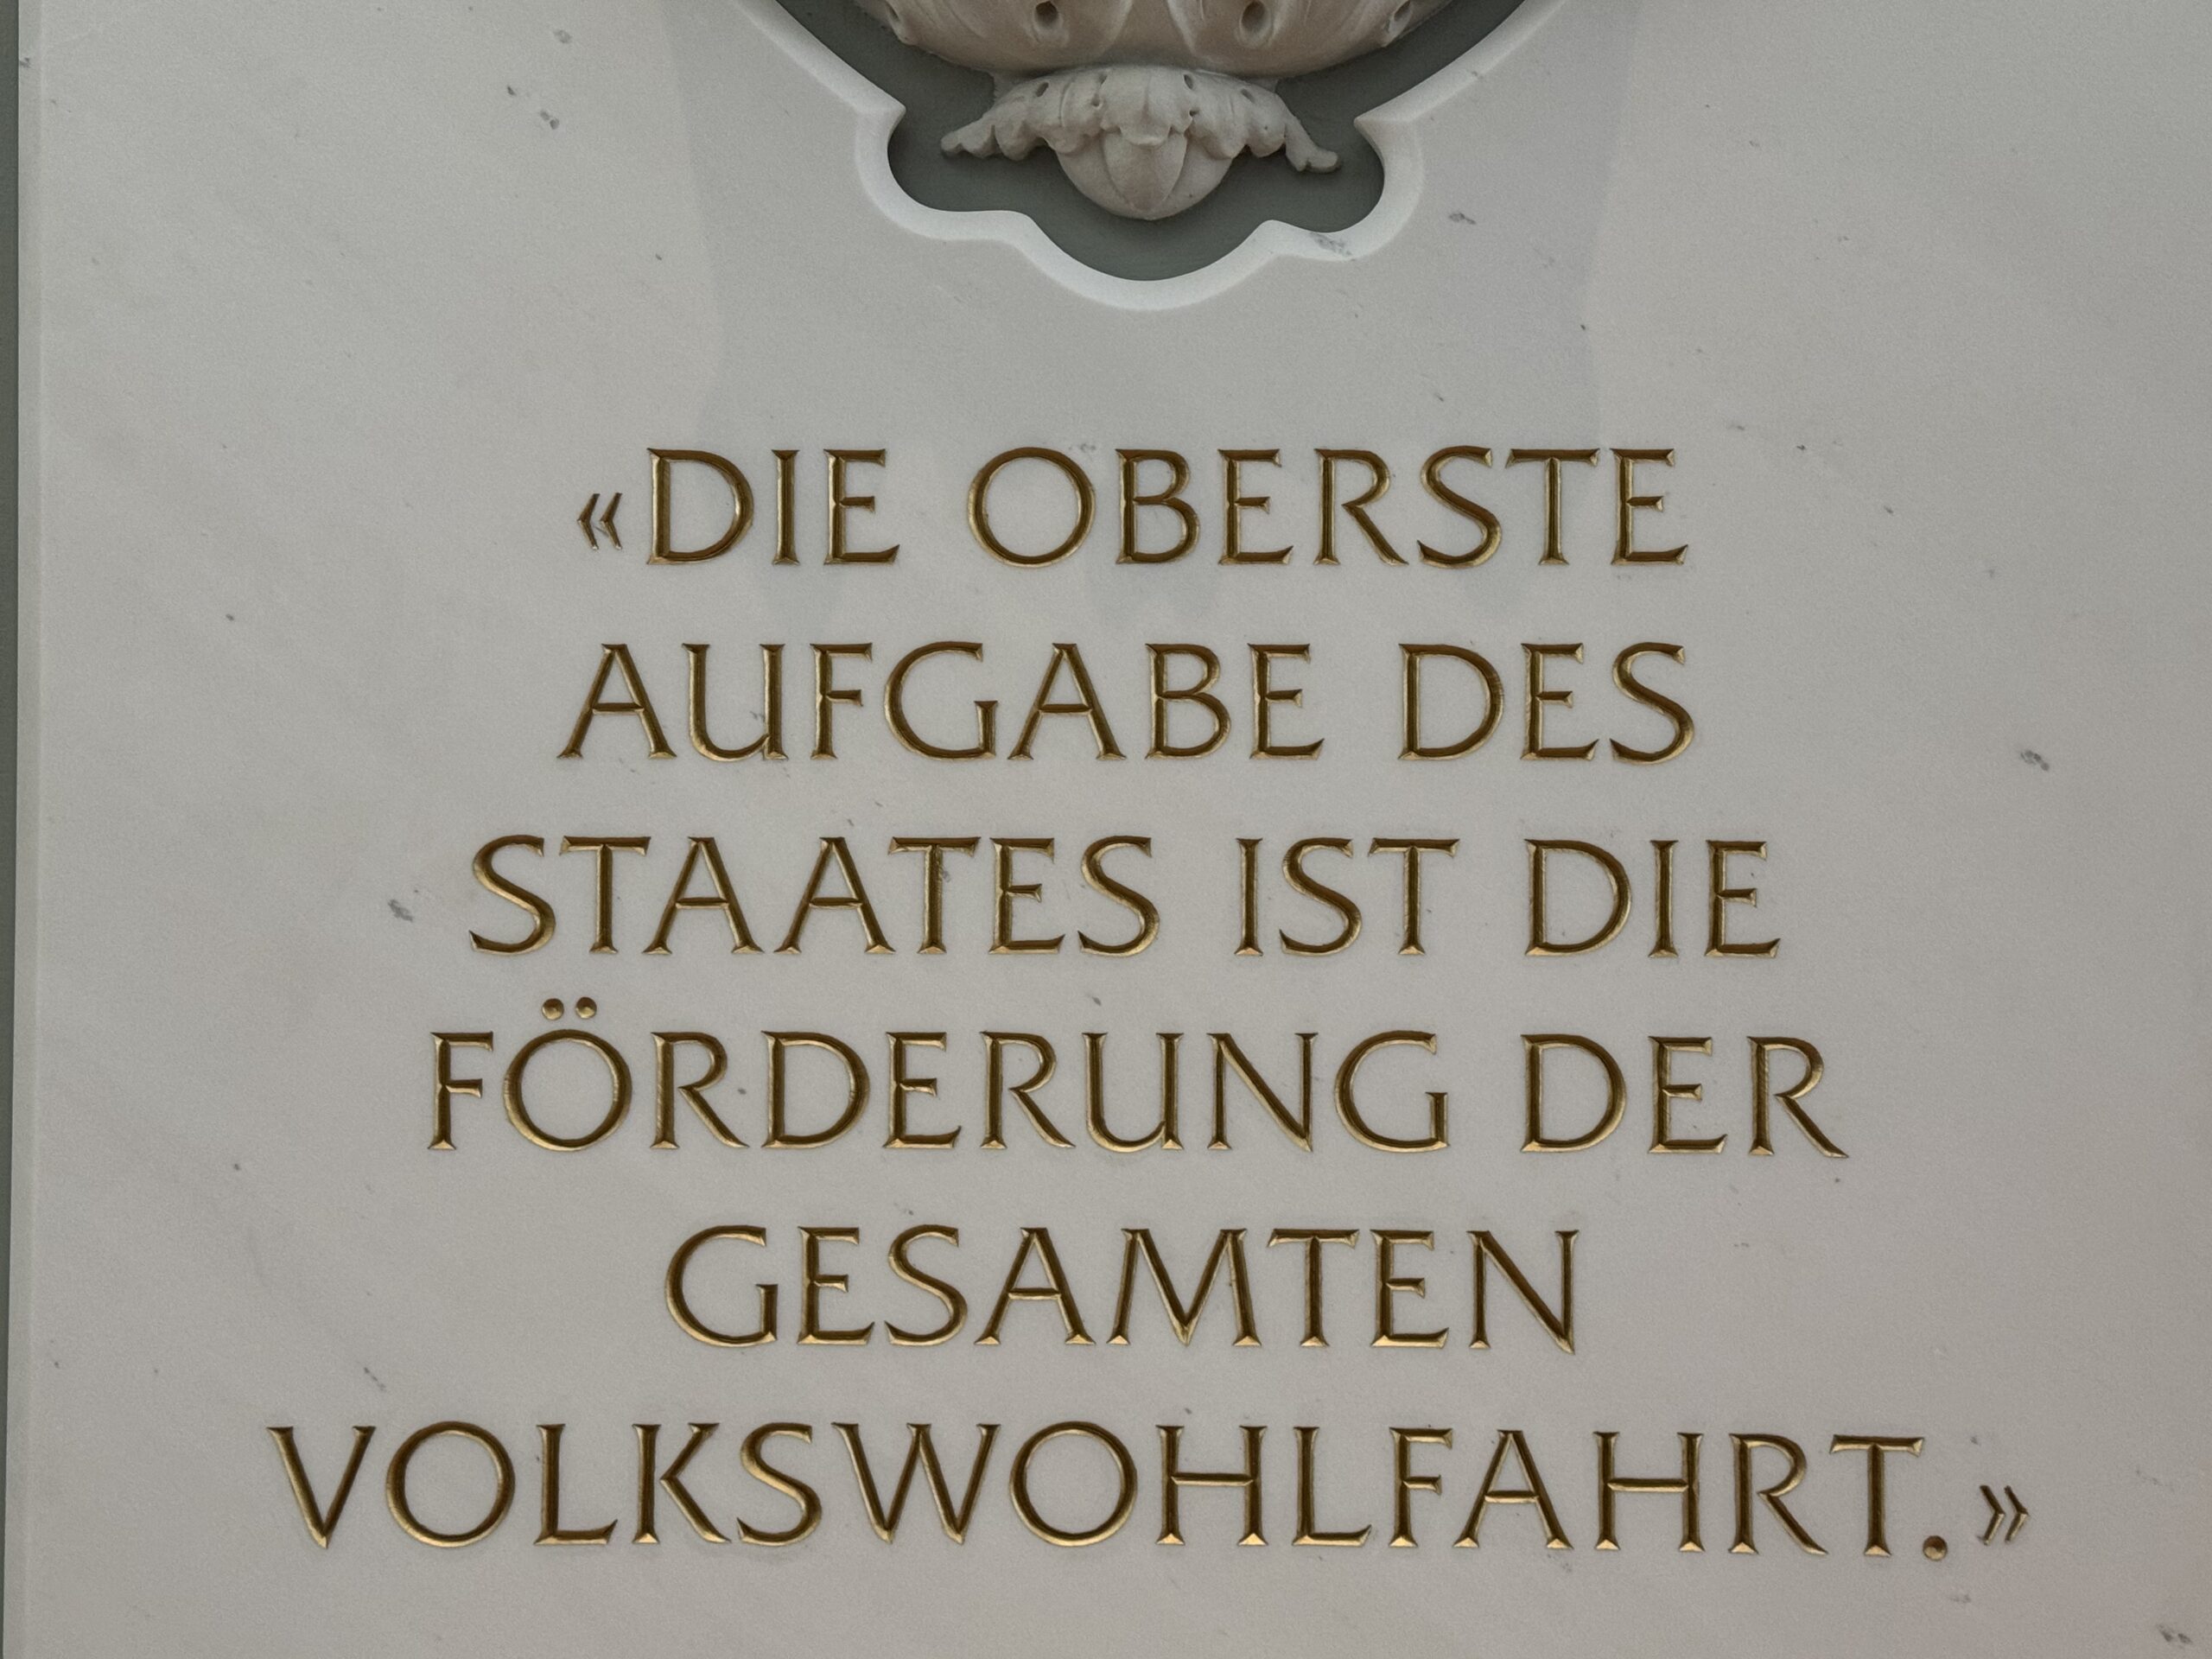 «DIE OBERSTE
AUFGABE DES
STAATES IST DIE
FÖRDERUNG DER
GESAMTEN
VOLKSWOHLFAHRT.»